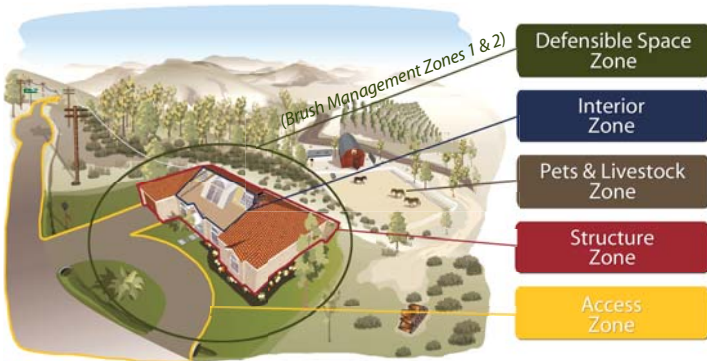 (Brush Management Zones 1 & 2)
Defensible Space
Zone
Interior
Zone
Pets & Livestock
Zone
Structure
Zone
Access
Zone